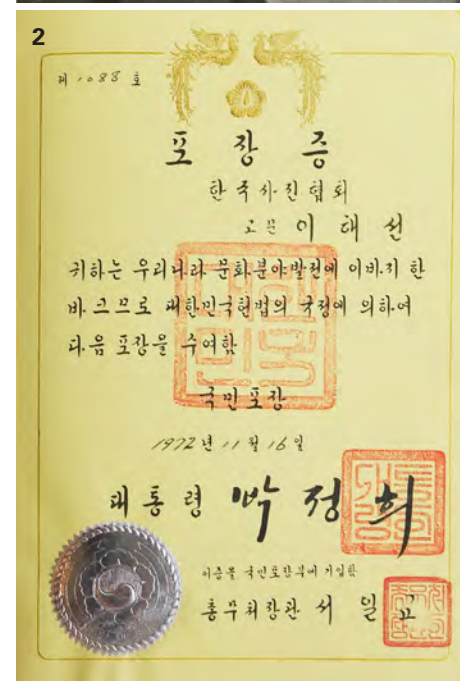 2
제 1088 호
포장증
한국사진협회
고문 이해선
귀하는 우리나라 문화분야발전에 이바지 한
바 크므로 대한민국헌법의 규정에 의하여
다음 포장을 수여함
국민포장
1972년 11월 16일
대통령 박정희
이증을 국민포장부에 기입함
총무처장관 서일교